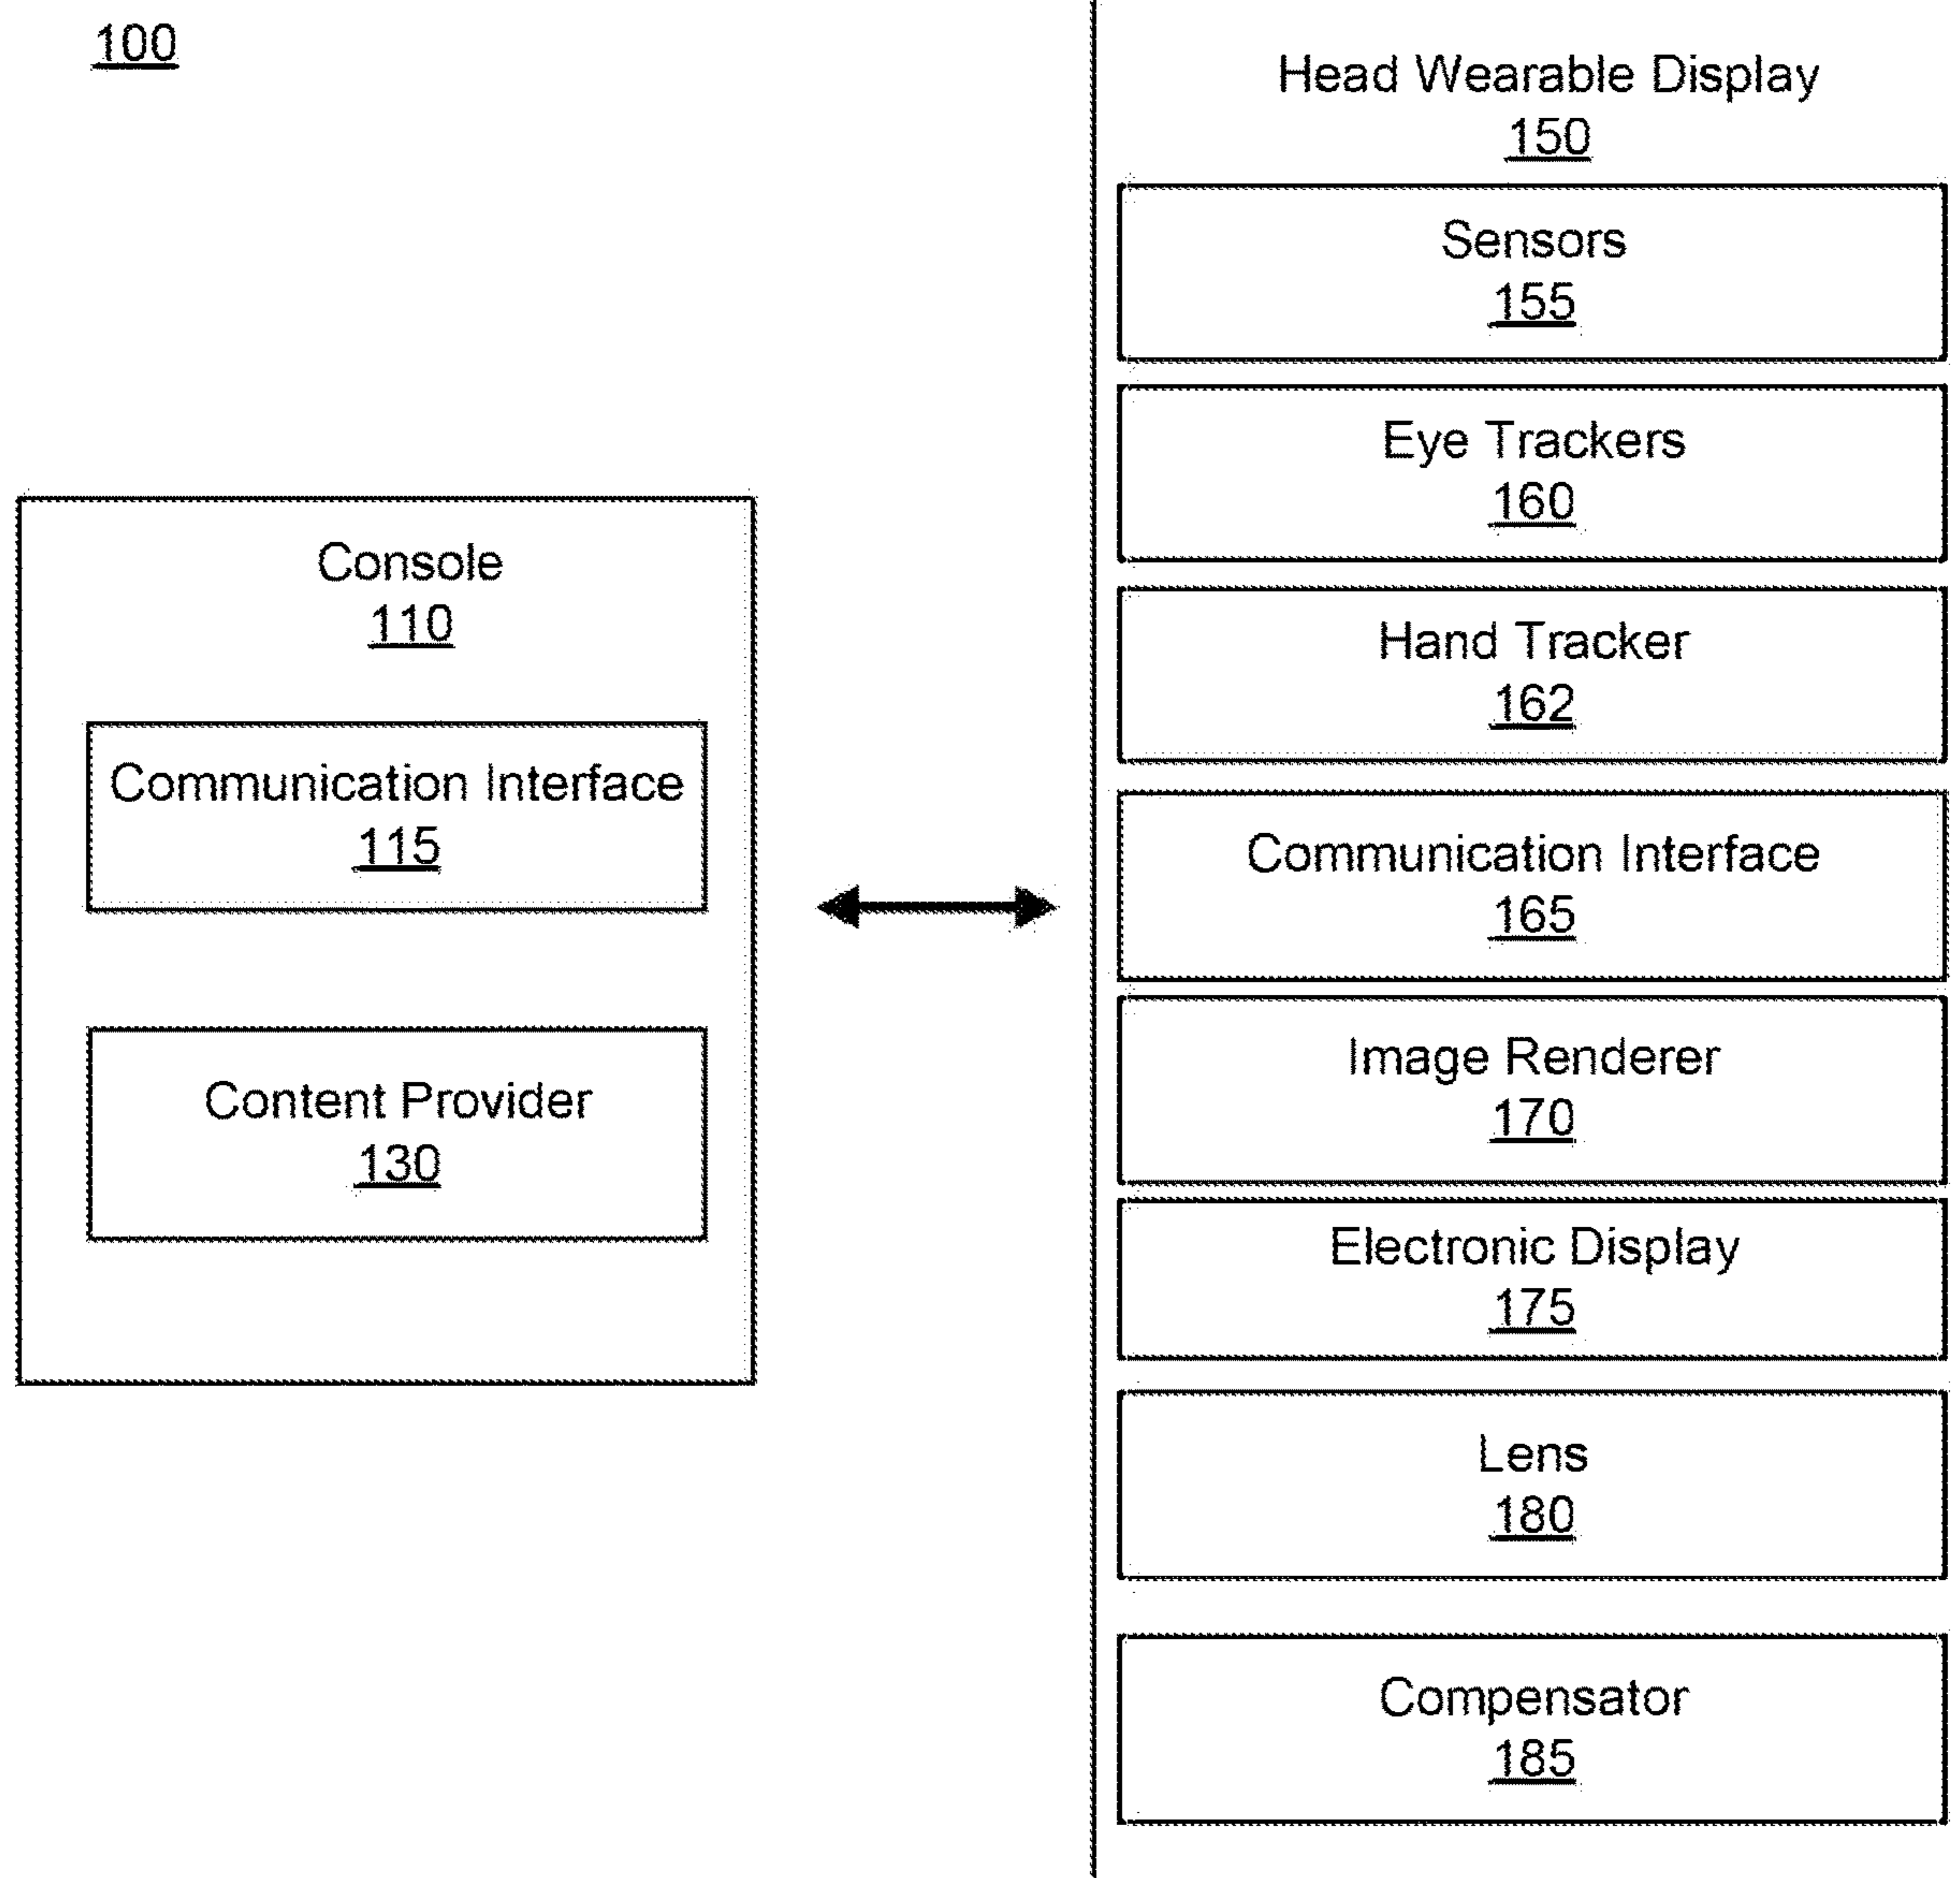 100
Console
110
Communication Interface
115
Content Provider
130
Head Wearable Display
150
Sensors
155
Eye Trackers
160
Hand Tracker
162
Communication Interface
165
Image Renderer
170
Electronic Display
175
Lens
180
Compensator
185